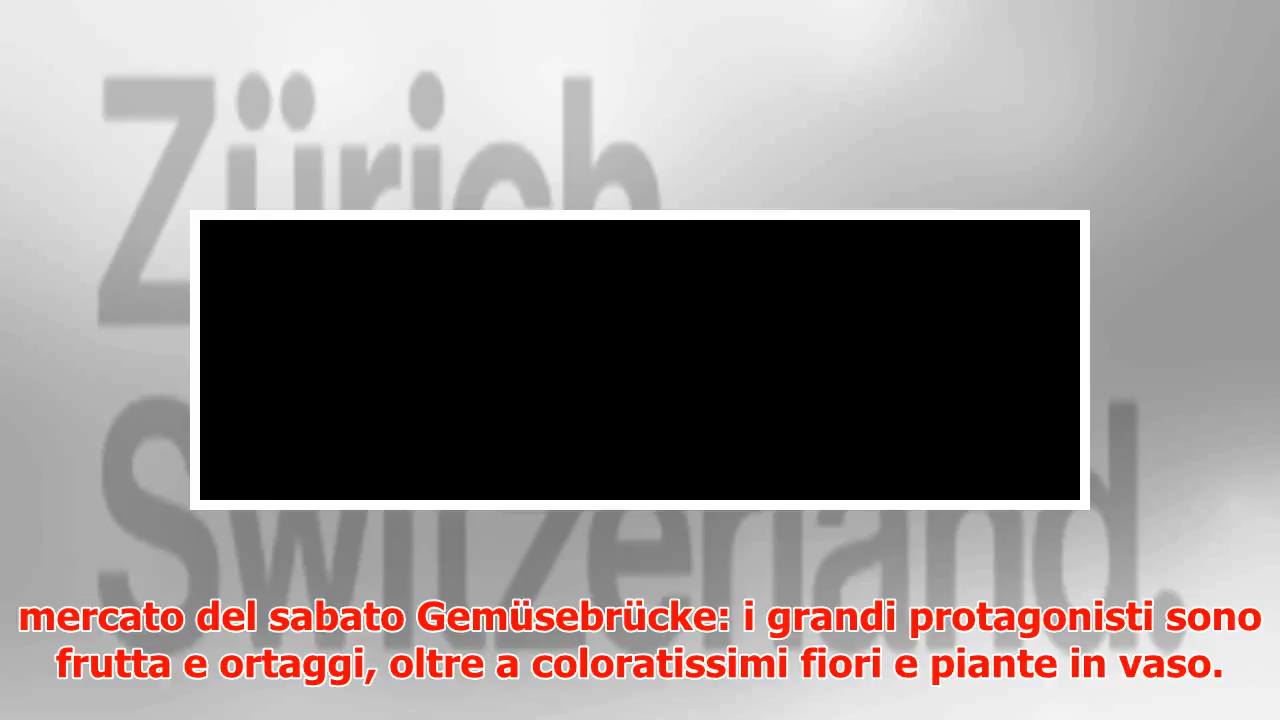 Zürich
Switzerland.
mercato del sabato Gemüsebrücke: i grandi protagonisti sono
frutta e ortaggi, oltre a coloratissimi fiori e piante in vaso.